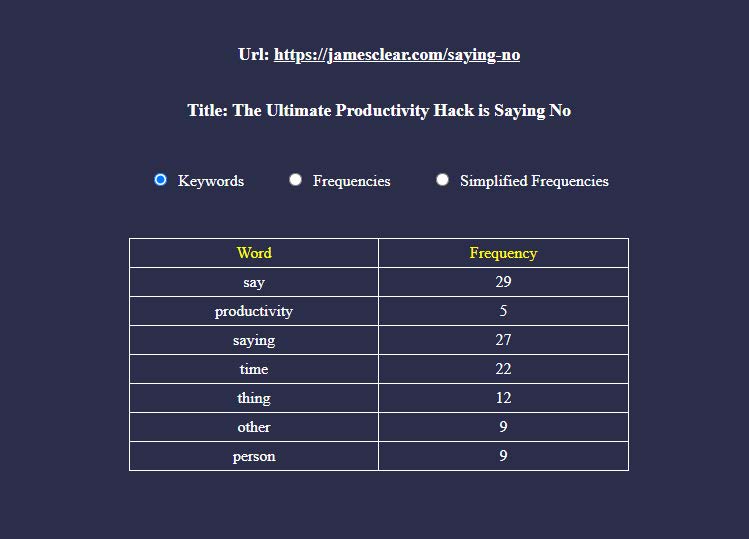 Url: https://jamesclear.com/saying-no
Title: The Ultimate Productivity Hack is Saying No
Keywords Frequencies Simplified Frequencies
Word Frequency
say 29
productivity 5
saying 27
time 22
thing 12
other 9
person 9